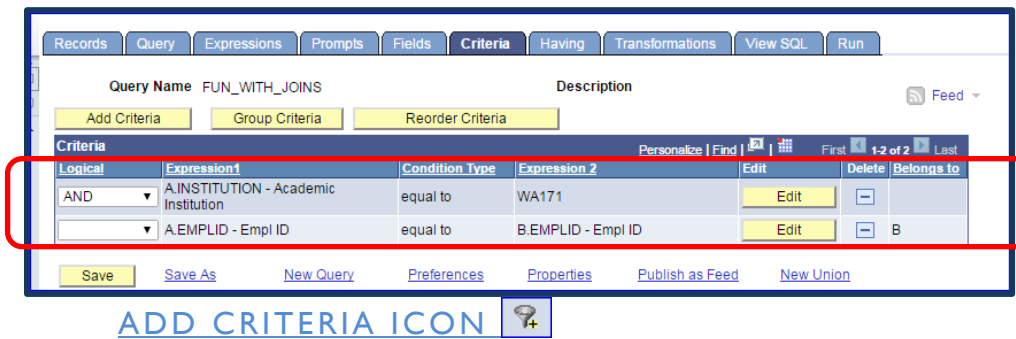 Records Query Expressions Prompts Fields Criteria Having Transformations View SQL Run
Query Name FUN_WITH_JOINS Description
Feed
Add Criteria Group Criteria Reorder Criteria
Criteria Personalize | Find | | First 1-2 of 2 Last
Logical Expression1 Condition Type Expression 2 Edit Delete Belongs to
AND A.INSTITUTION - Academic Institution equal to WA171 Edit
A.EMPLID - Empl ID equal to B.EMPLID - Empl ID Edit B
Save Save As New Query Preferences Properties Publish as Feed New Union
ADD CRITERIA ICON